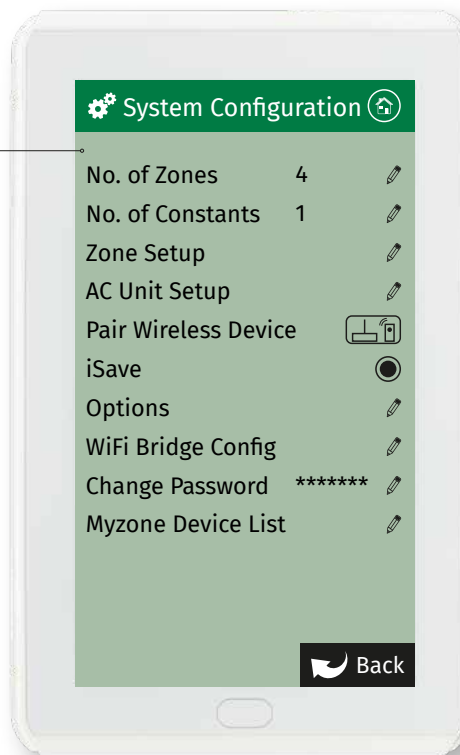 System Configuration
No. of Zones 4
No. of Constants 1
Zone Setup
AC Unit Setup
Pair Wireless Device
iSave
Options
WiFi Bridge Config
Change Password *******
Myzone Device List
Back